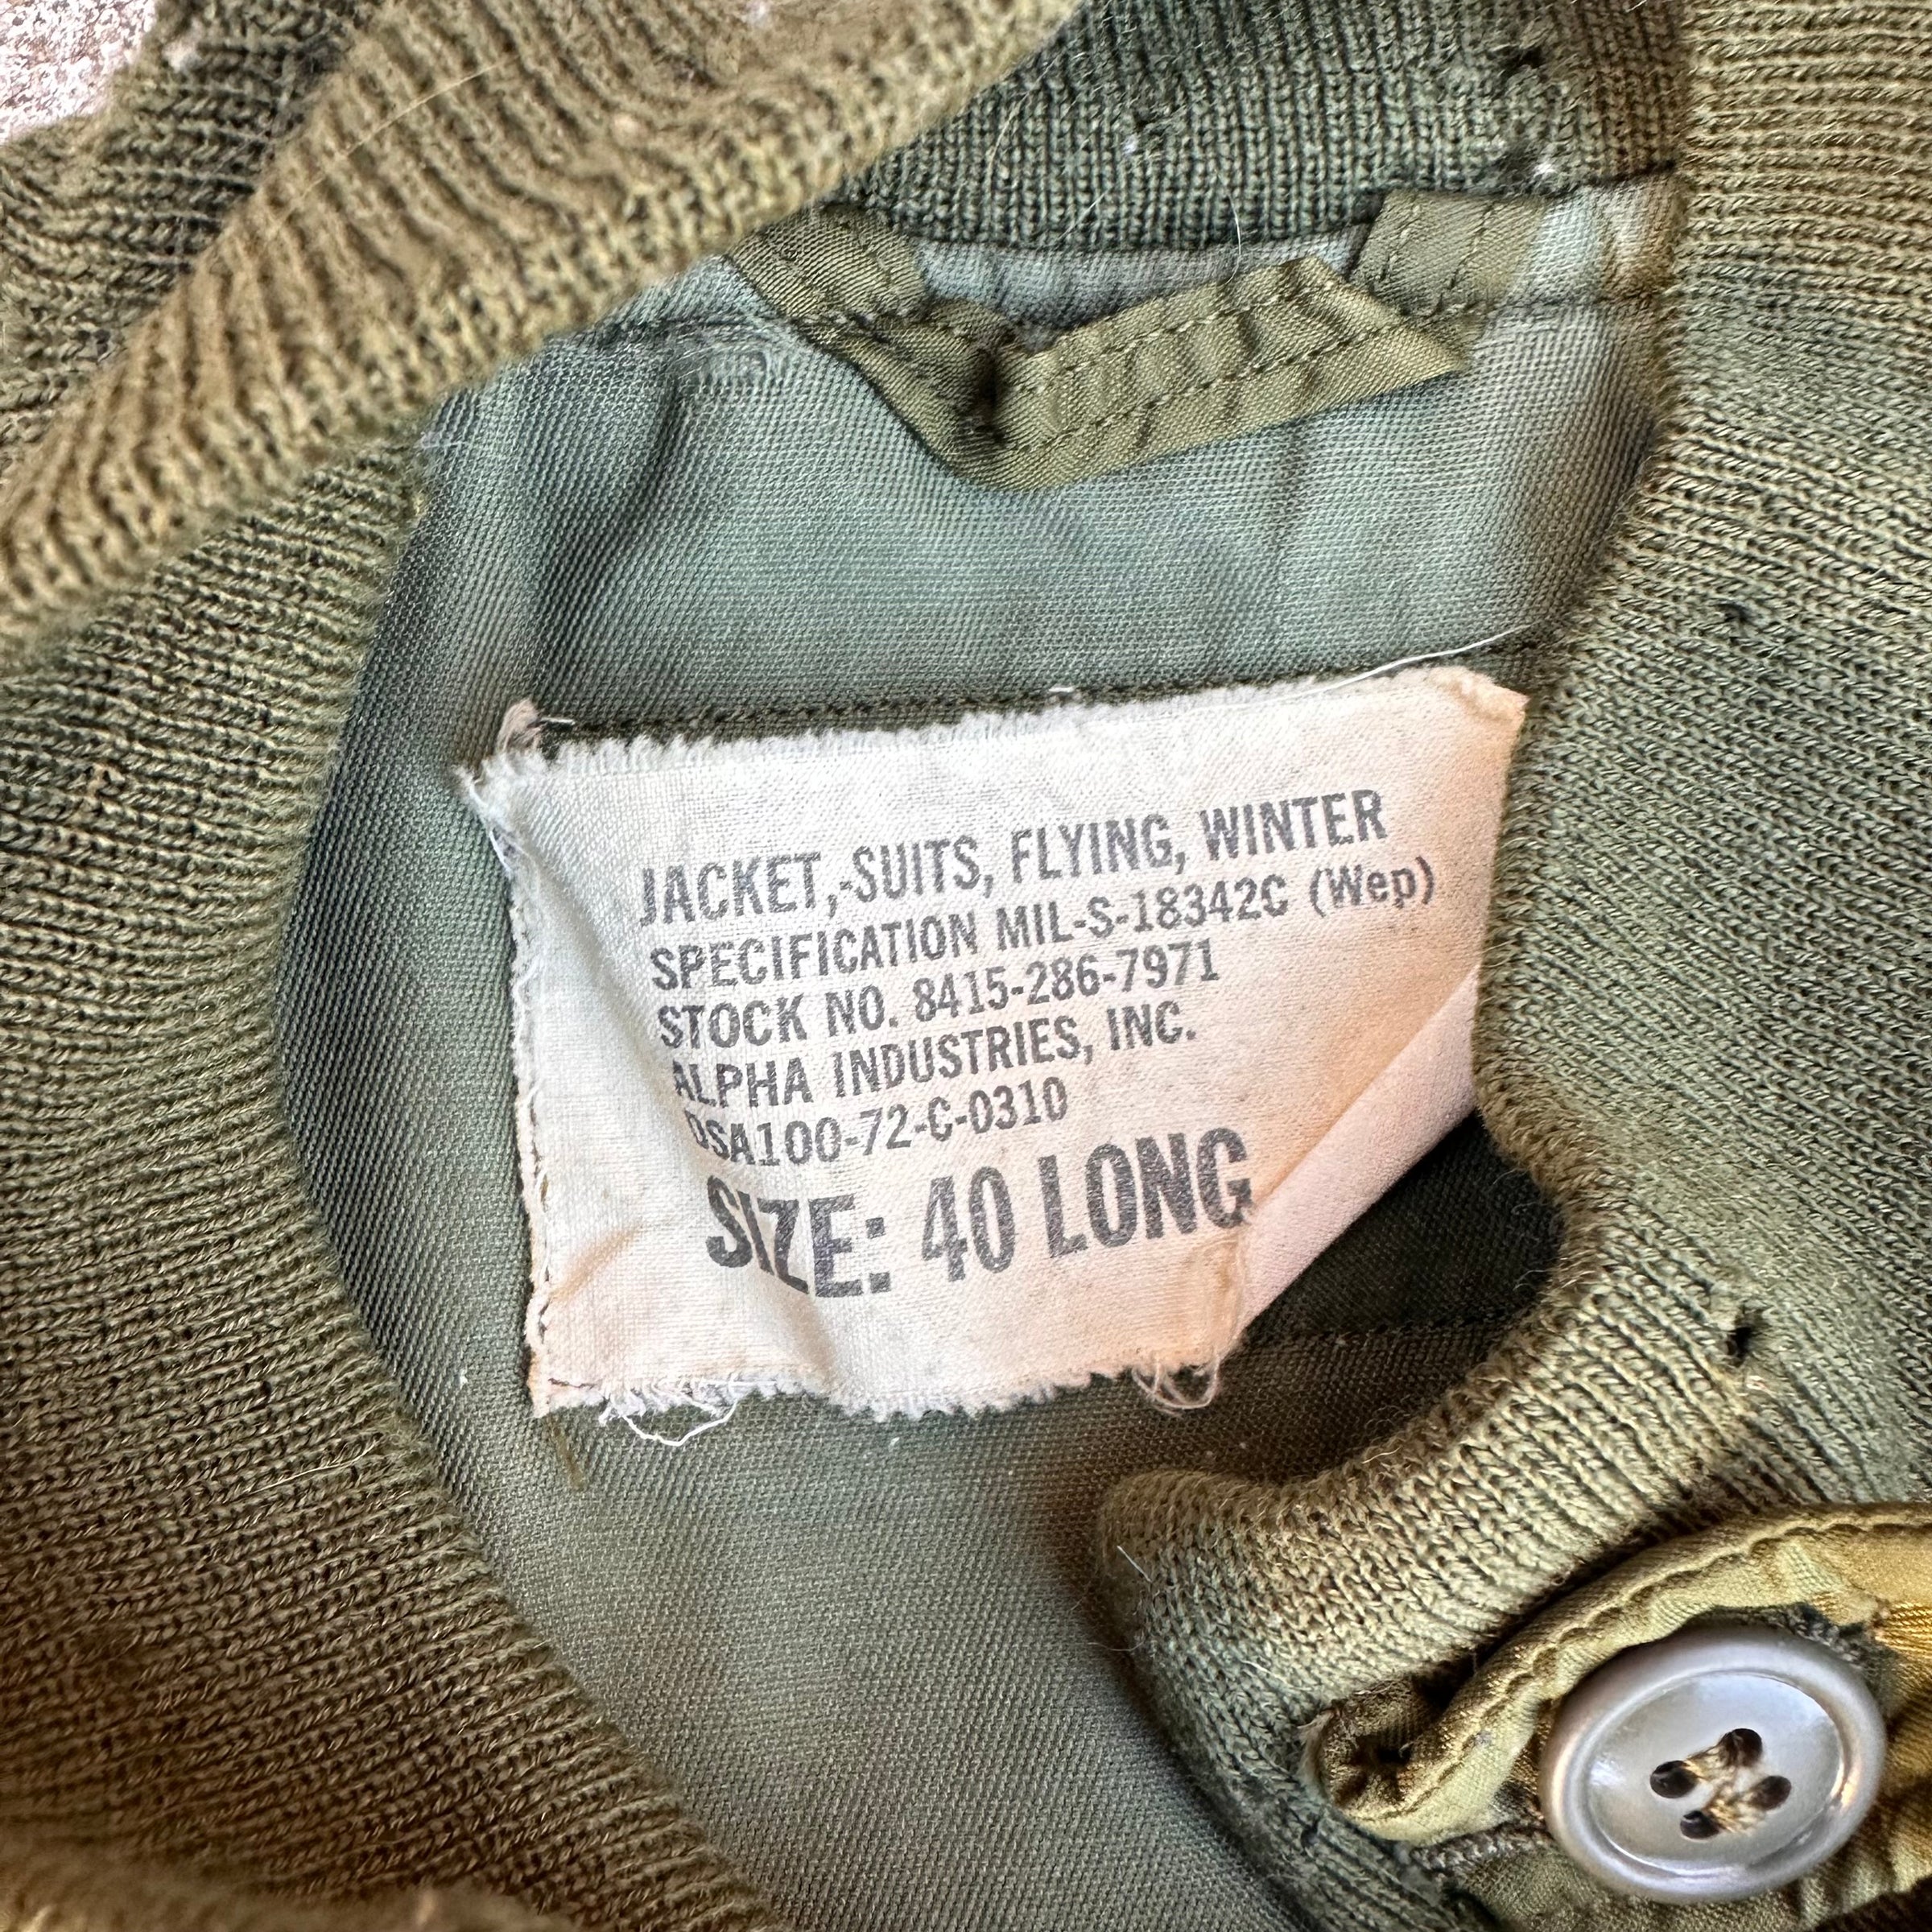 JACKET,-SUITS, FLYING, WINTER
SPECIFICATION MIL-S-18342C (Wep)
STOCK NO. 8415-286-7971
ALPHA INDUSTRIES, INC.
DSA100-72-C-0310
SIZE: 40 LONG